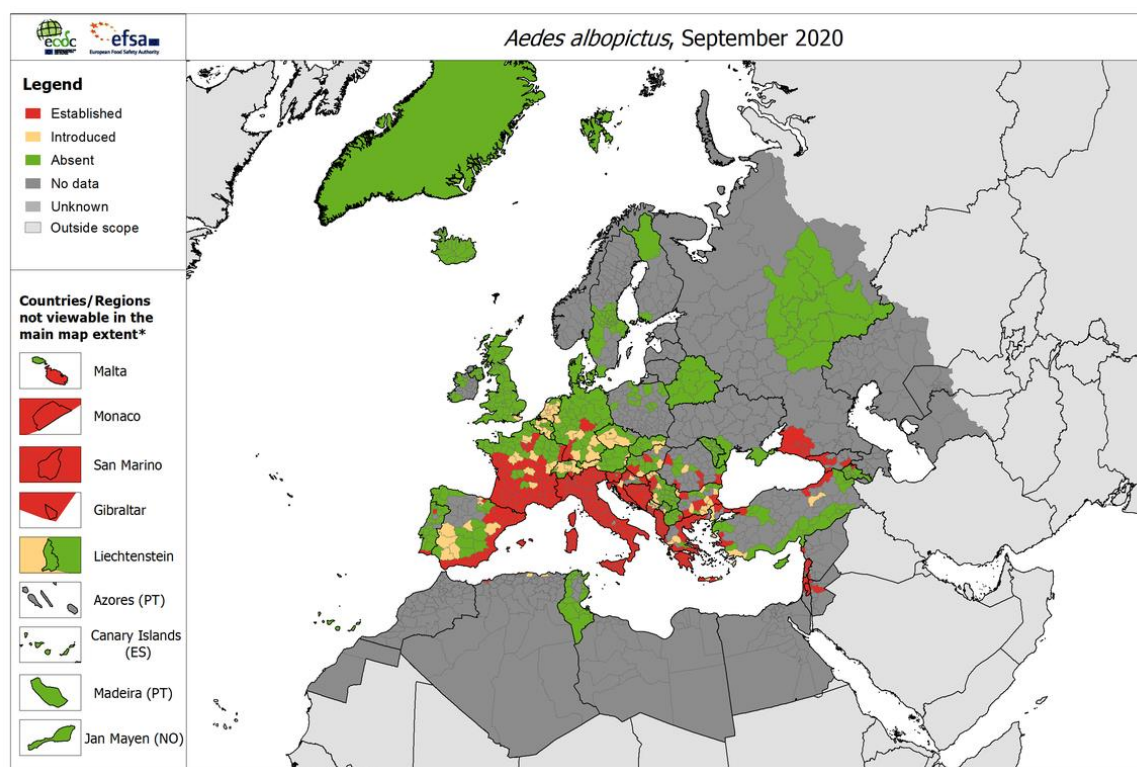 ecdc
efsa
European Food Safety Authority
Aedes albopictus, September 2020
Legend
Established
Introduced
Absent
No data
Unknown
Outside scope
Countries/Regions
not viewable in the
main map extent*
Malta
Monaco
San Marino
Gibraltar
Liechtenstein
Azores (PT)
Canary Islands
(ES)
Madeira (PT)
Jan Mayen (NO)